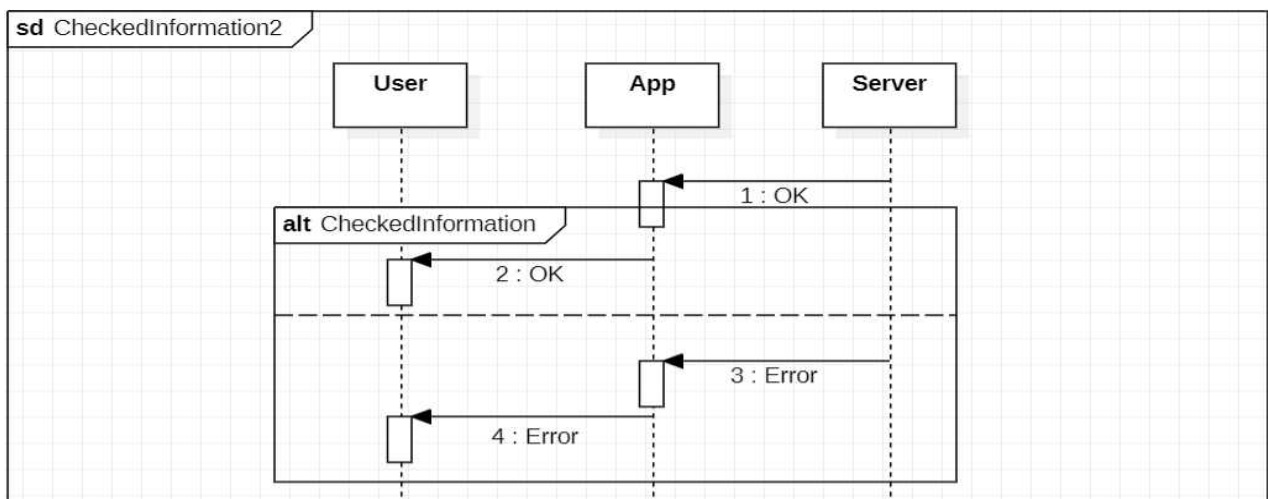 sd CheckedInformation2
User
App
Server
1 : OK
alt CheckedInformation
2 : OK
3 : Error
4 : Error